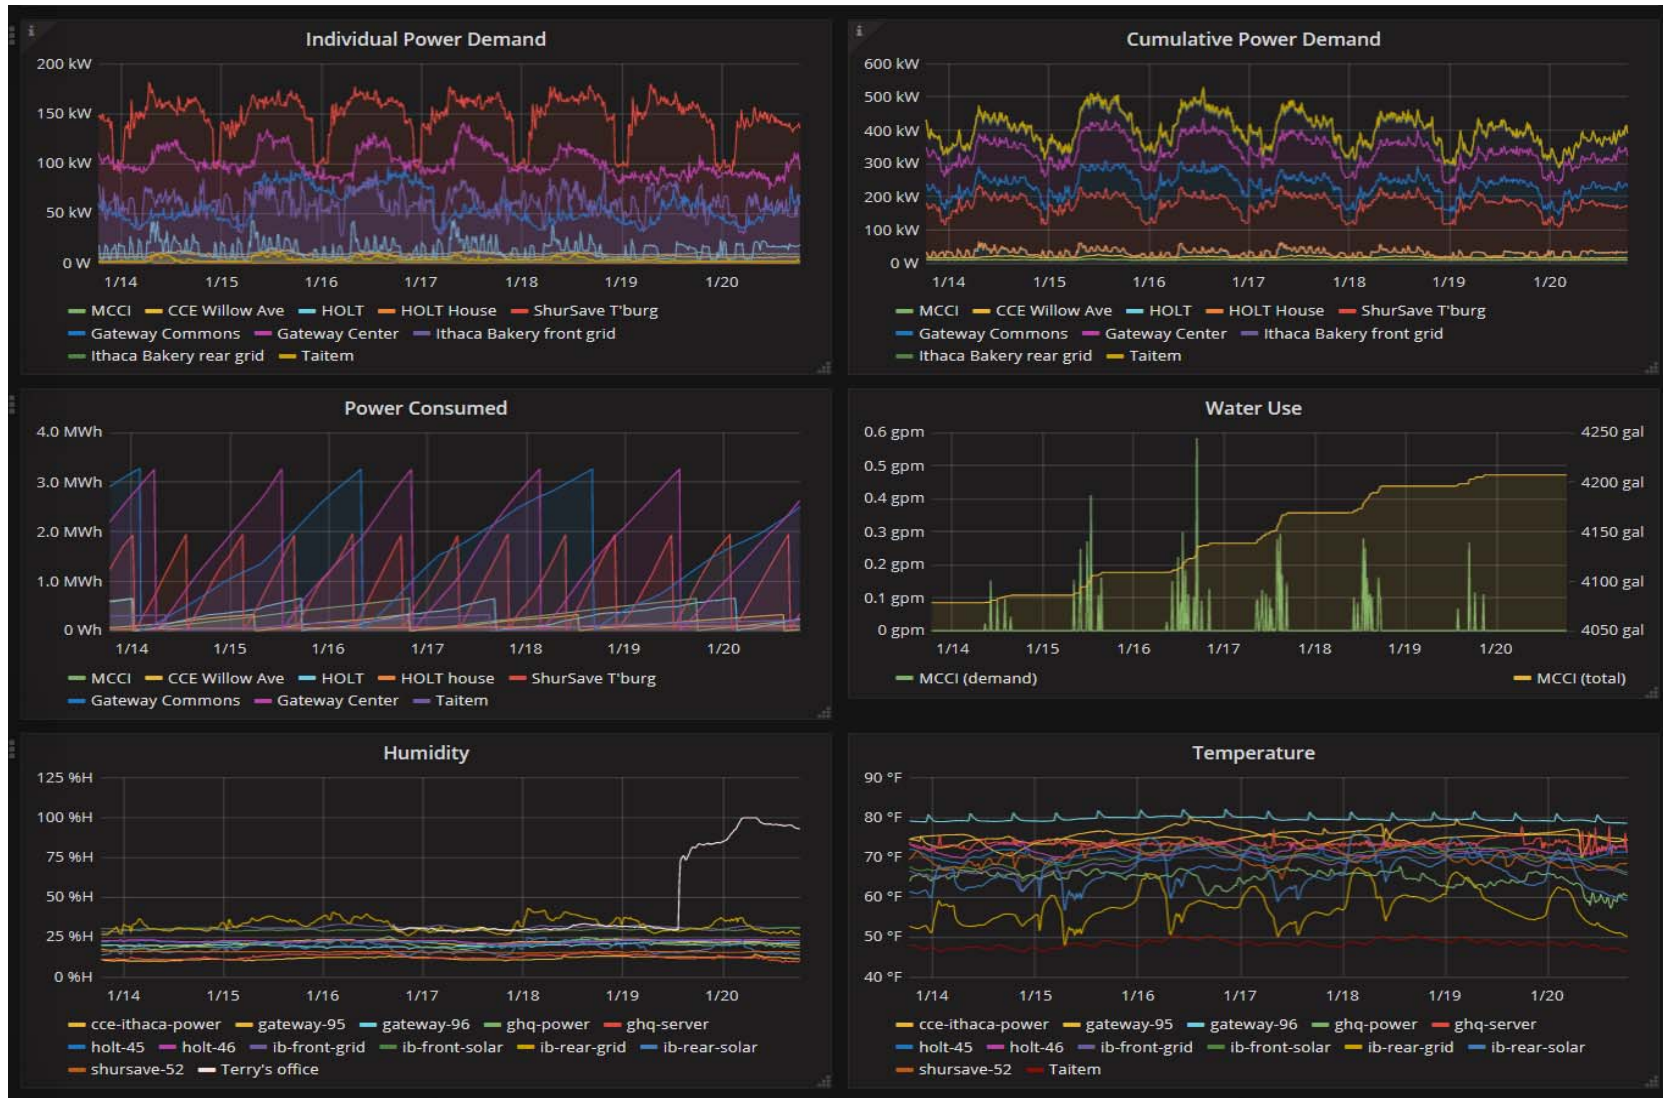 Individual Power Demand
200 kW
150 kW
100 kW
50 kW
0 W
1/14 1/15 1/16 1/17 1/18 1/19 1/20
MCCI CCE Willow Ave HOLT HOLT House ShurSave T'burg
Gateway Commons Gateway Center Ithaca Bakery front grid
Ithaca Bakery rear grid Taitem
Cumulative Power Demand
600 kW
500 kW
400 kW
300 kW
200 kW
100 kW
0 W
1/14 1/15 1/16 1/17 1/18 1/19 1/20
MCCI CCE Willow Ave HOLT HOLT House ShurSave T'burg
Gateway Commons Gateway Center Ithaca Bakery front grid
Ithaca Bakery rear grid Taitem
Power Consumed
4.0 MWh
3.0 MWh
2.0 MWh
1.0 MWh
0 Wh
1/14 1/15 1/16 1/17 1/18 1/19 1/20
MCCI CCE Willow Ave HOLT HOLT house ShurSave T'burg
Gateway Commons Gateway Center Taitem
Water Use
0.6 gpm 4250 gal
0.5 gpm
0.4 gpm 4200 gal
0.3 gpm 4150 gal
0.2 gpm
0.1 gpm 4100 gal
0 gpm 4050 gal
1/14 1/15 1/16 1/17 1/18 1/19 1/20
MCCI (demand) MCCI (total)
Humidity
125 %H
100 %H
75 %H
50 %H
25 %H
0 %H
1/14 1/15 1/16 1/17 1/18 1/19 1/20
cce-ithaca-power gateway-95 gateway-96 ghq-power ghq-server
holt-45 holt-46 ib-front-grid ib-front-solar ib-rear-grid ib-rear-solar
shursave-52 Terry's office
Temperature
90 °F
80 °F
70 °F
60 °F
50 °F
40 °F
1/14 1/15 1/16 1/17 1/18 1/19 1/20
cce-ithaca-power gateway-95 gateway-96 ghq-power ghq-server
holt-45 holt-46 ib-front-grid ib-front-solar ib-rear-grid ib-rear-solar
shursave-52 Taitem